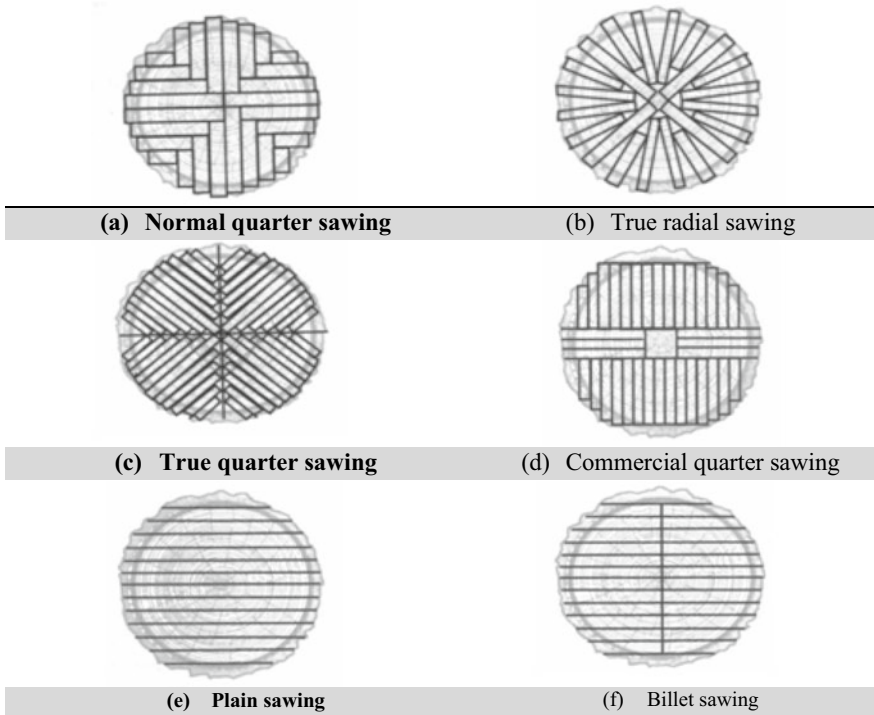 (a) Normal quarter sawing
(b) True radial sawing
(c) True quarter sawing
(d) Commercial quarter sawing
(e) Plain sawing
(f) Billet sawing